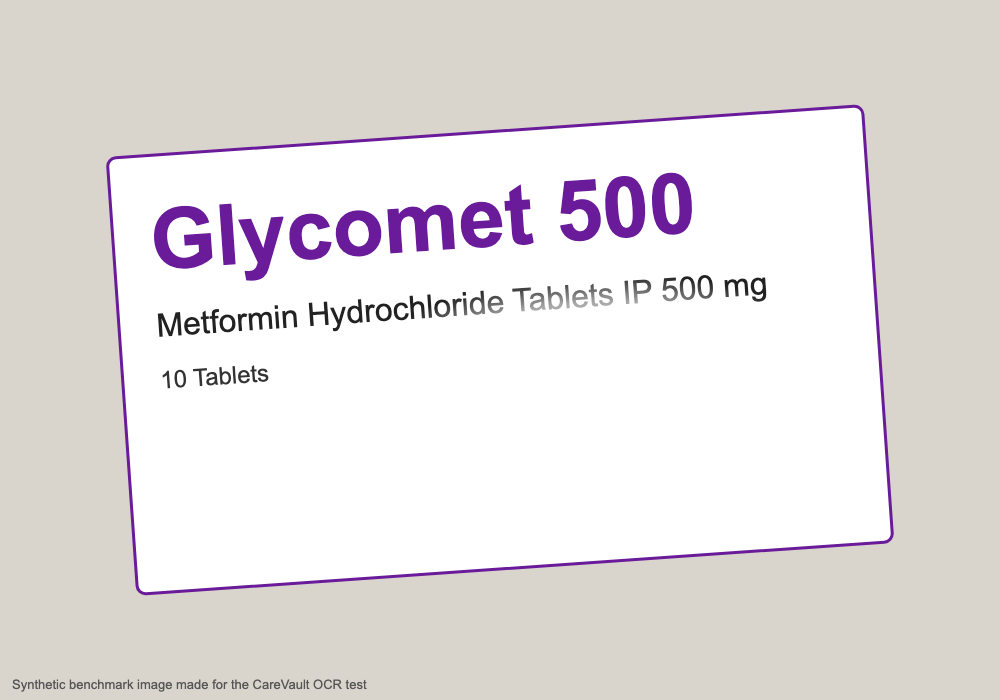 Glycomet 500
Metformin Hydrochloride Tablets IP 500 mg
10 Tablets
Synthetic benchmark image made for the CareVault OCR test